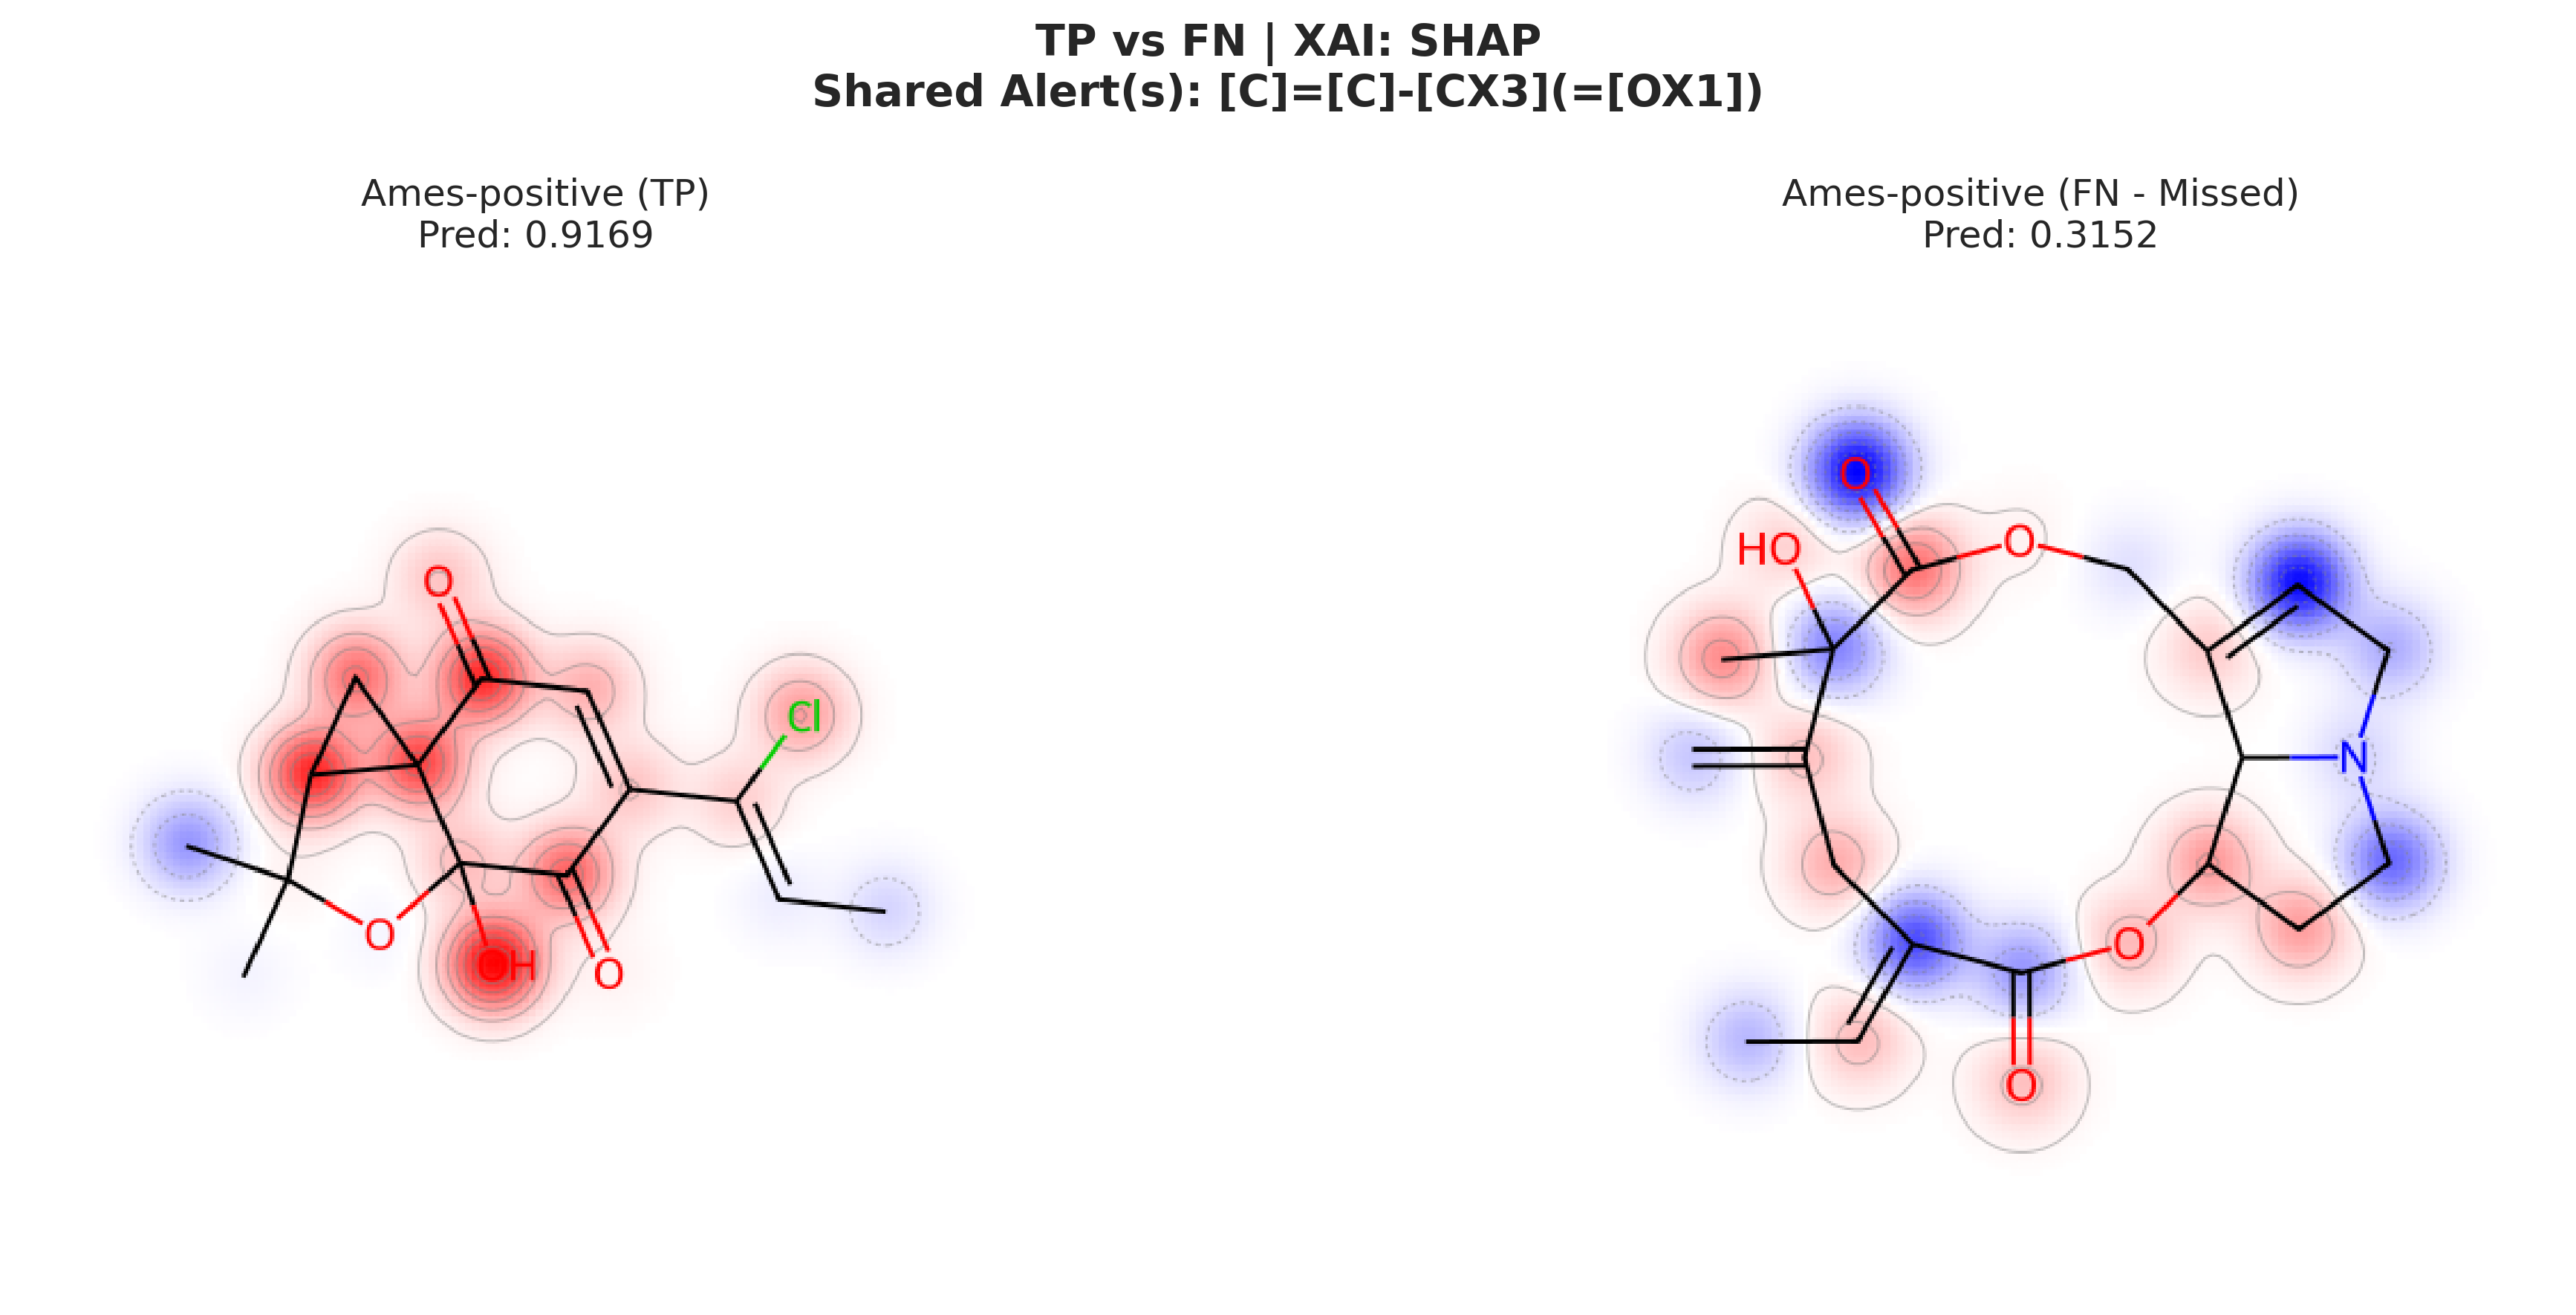 TP vs FN | XAI: SHAP
Shared Alert(s): [C]=[C]-[CX3](=[OX1])
Ames-positive (TP)
Pred: 0.9169
Ames-positive (FN - Missed)
Pred: 0.3152
O
Cl
O
OH
O
O
HO
O
N
O
O